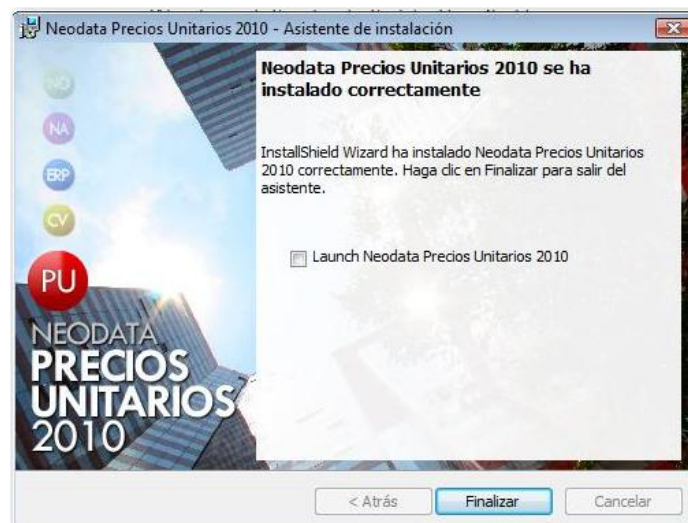 Neodata Precios Unitarios 2010 - Asistente de instalación
Neodata Precios Unitarios 2010 se ha
instalado correctamente
InstallShield Wizard ha instalado Neodata Precios Unitarios
2010 correctamente. Haga clic en Finalizar para salir del
asistente.
Launch Neodata Precios Unitarios 2010
NO
NA
ERP
CV
PU
NEODATA
PRECIOS
UNITARIOS
2010
< Atrás
Finalizar
Cancelar